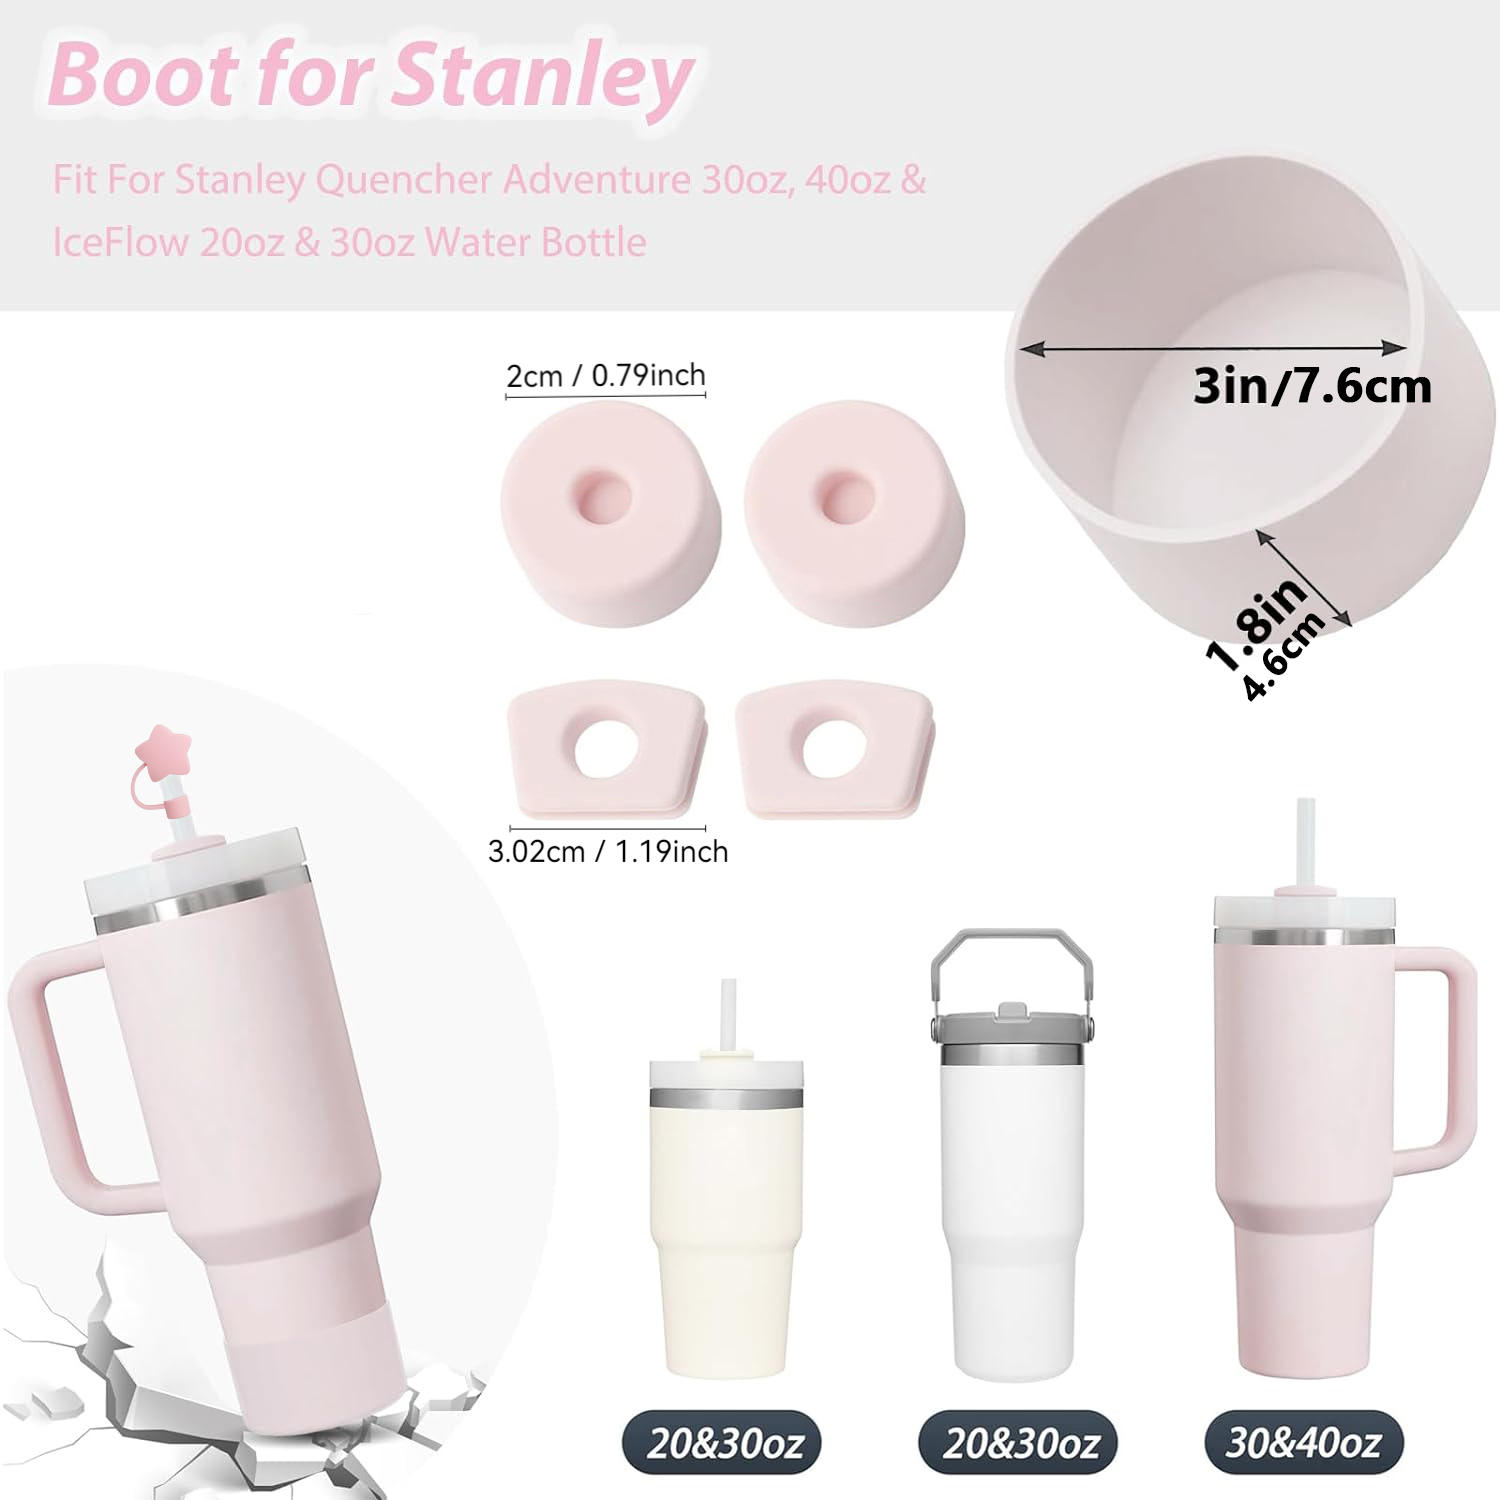 Boot for Stanley
Fit For Stanley Quencher Adventure 30oz, 40oz &
IceFlow 20oz & 30oz Water Bottle
2cm / 0.79inch
3in/7.6cm
1.8in
4.6cm
3.02cm / 1.19inch
20&30oz
20&30oz
30&40oz